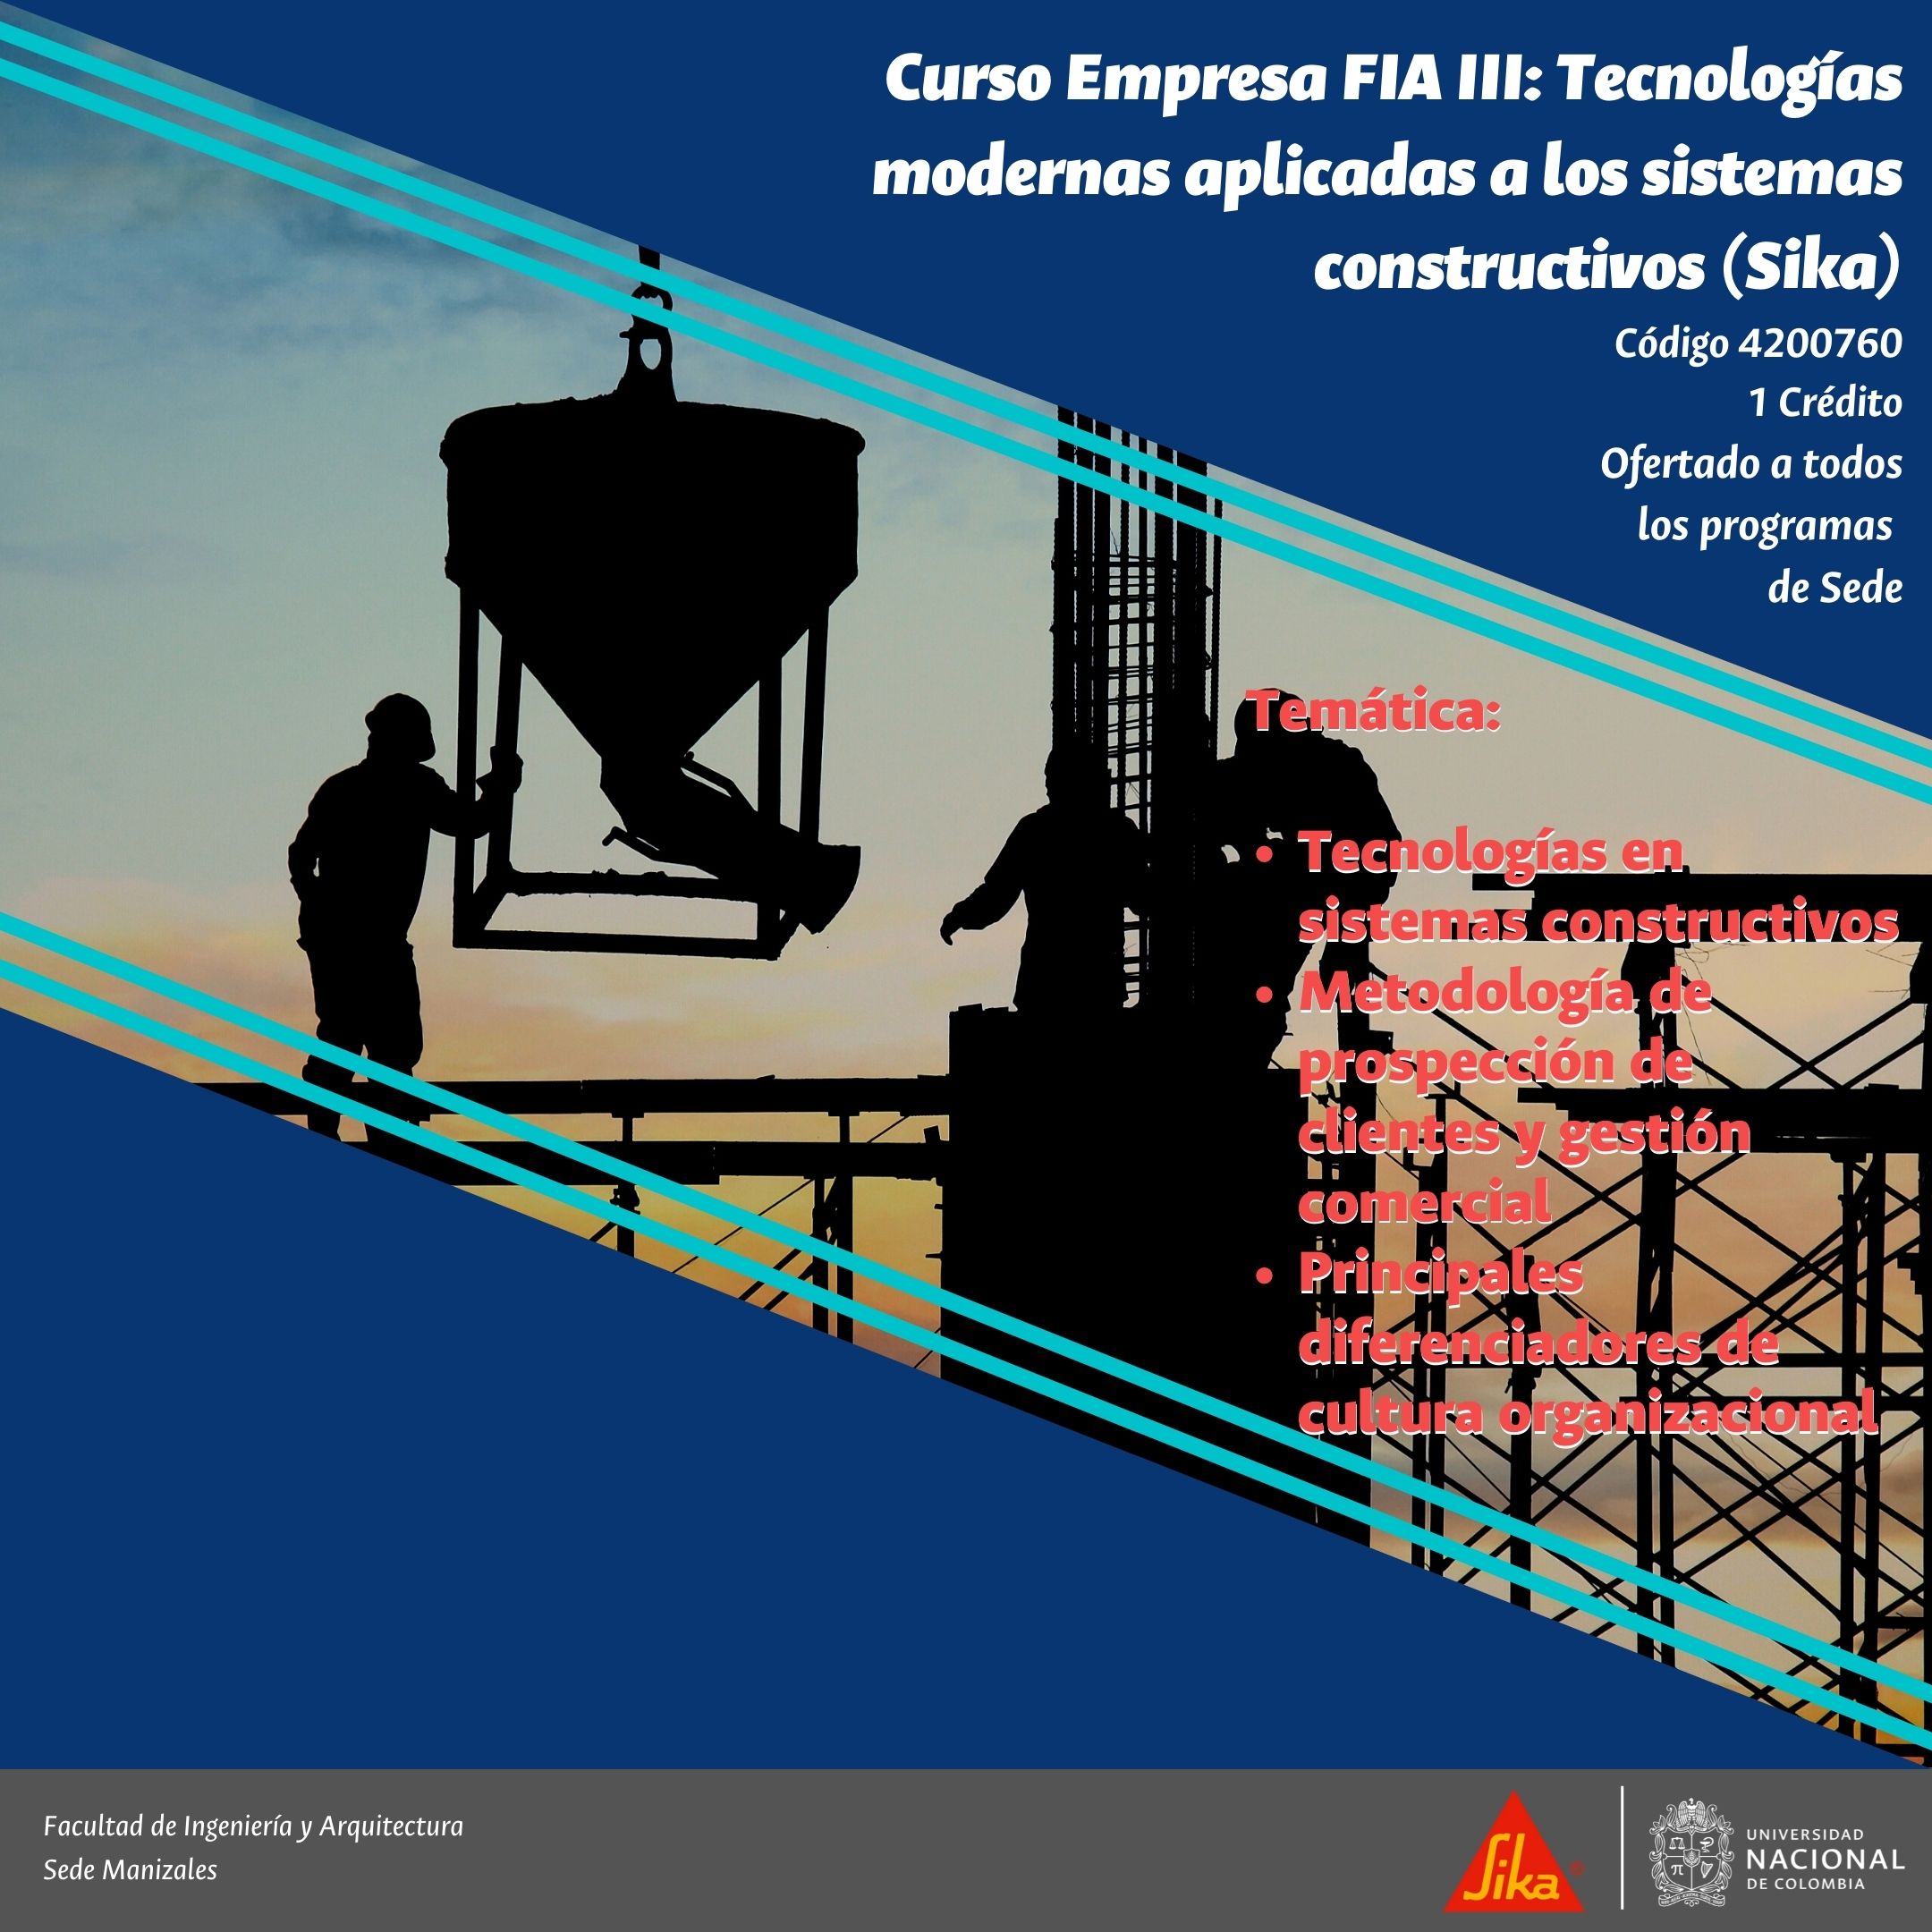 Curso Empresa FIA III: Tecnologías
modernas aplicadas a los sistemas
constructivos (Sika)
Código 4200760
1 Crédito
Ofertado a todos
los programas
de Sede
Temática:
• Tecnologías en
sistemas constructivos
• Metodología de
prospección de
clientes y gestión
comercial
• Principales
diferenciadores de
cultura organizacional
Facultad de Ingeniería y Arquitectura
Sede Manizales
Sika®
UNIVERSIDAD
NACIONAL
DE COLOMBIA